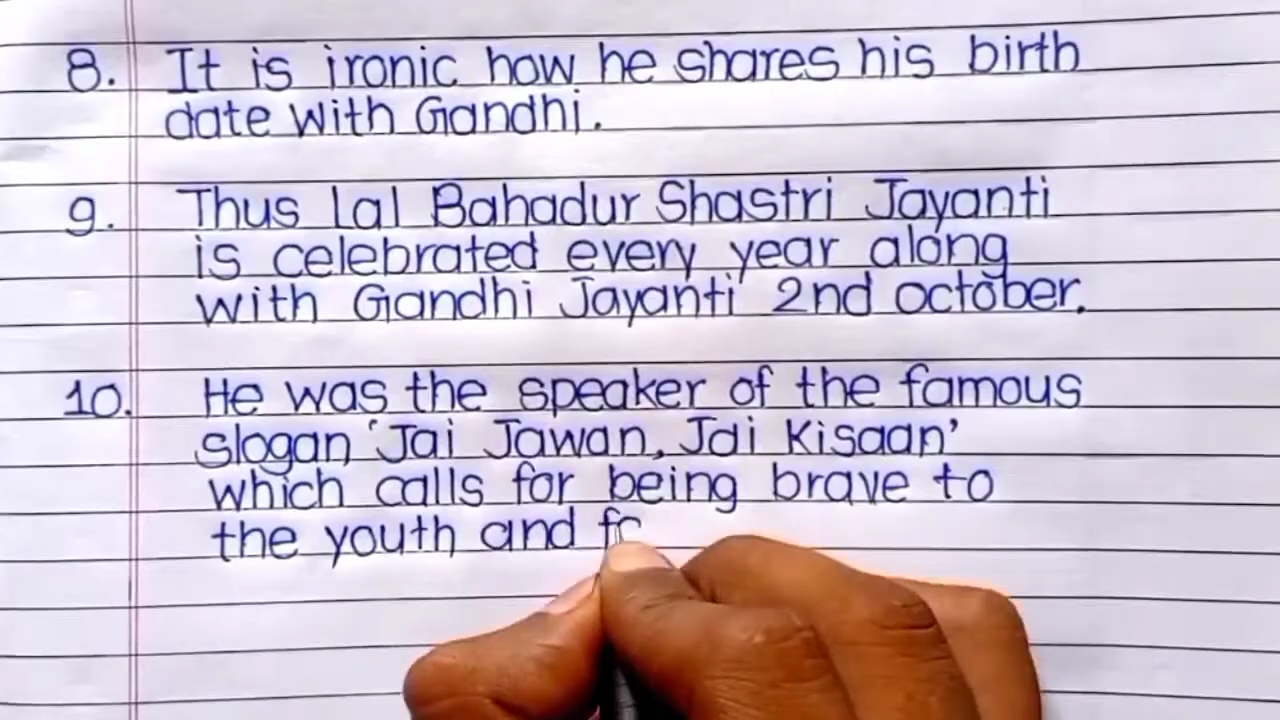 8. It is ironic how he shares his birth
date with Gandhi.
9. Thus Lal Bahadur Shastri Jayanti
is celebrated every year along
with Gandhi Jayanti 2nd october.
10. He was the speaker of the famous
slogan 'Jai Jawan, Jai Kisaan'
which calls for being brave to
the youth and